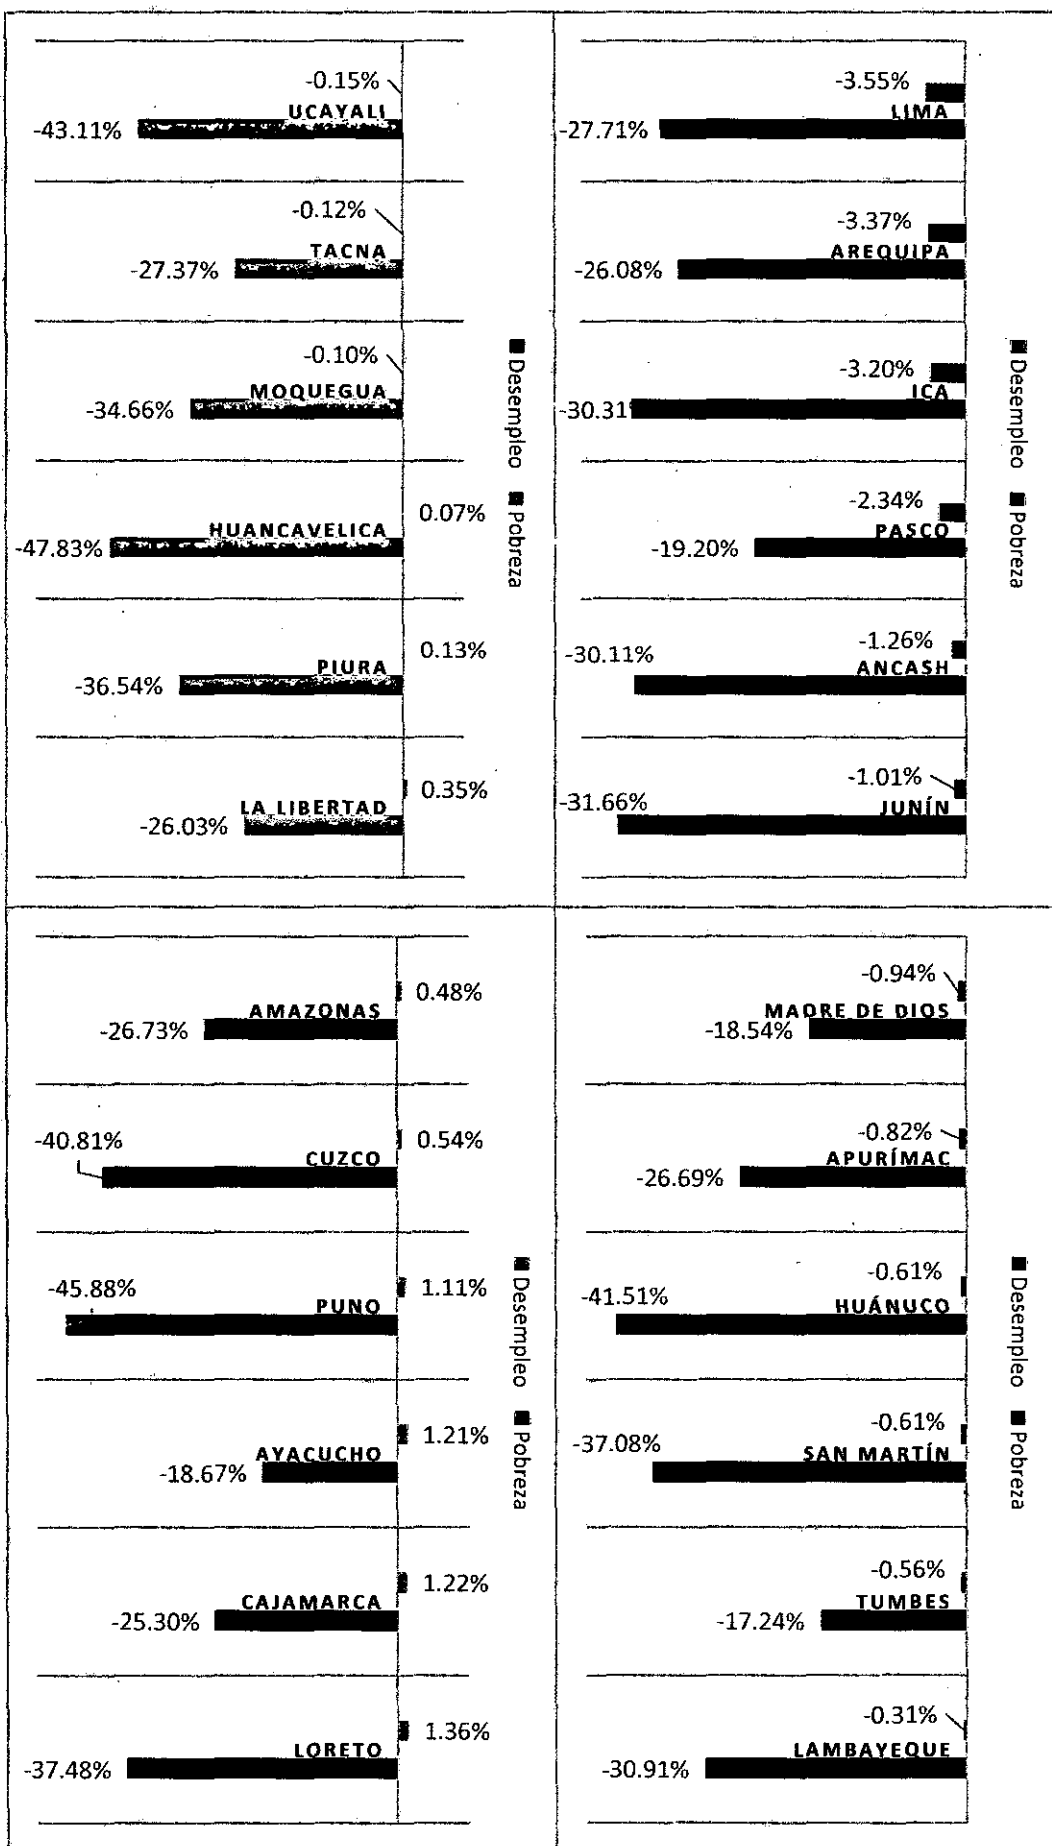 -0.15%
UCAYALI
-43.11%
-0.12%
TACNA
-27.37%
-0.10%
MOQUEGUA
-34.66%
0.07%
HUANCAVELICA
-47.83%
0.13%
PIURA
-36.54%
0.35%
LA LIBERTAD
-26.03%
■ Desempleo ■ Pobreza
-3.55%
LIMA
-27.71%
-3.37%
AREQUIPA
-26.08%
-3.20%
ICA
-30.31
-2.34%
PASCO
-19.20%
-1.26%
ANCASH
-30.11%
-1.01%
JUNÍN
-31.66%
■ Desempleo ■ Pobreza
0.48%
AMAZONAS
-26.73%
0.54%
CUZCO
-40.81%
1.11%
PUNO
-45.88%
1.21%
AYACUCHO
-18.67%
1.22%
CAJAMARCA
-25.30%
1.36%
LORETO
-37.48%
■ Desempleo ■ Pobreza
-0.94%
MADRE DE DIOS
-18.54%
-0.82%
APURÍMAC
-26.69%
-0.61%
HUÁNUCO
-41.51%
-0.61%
SAN MARTÍN
-37.08%
-0.56%
TUMBES
-17.24%
-0.31%
LAMBAYEQUE
-30.91%
■ Desempleo ■ Pobreza